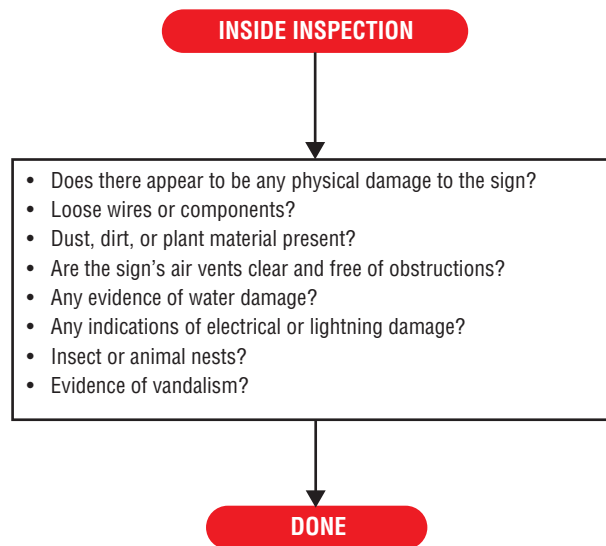 INSIDE INSPECTION
• Does there appear to be any physical damage to the sign?
• Loose wires or components?
• Dust, dirt, or plant material present?
• Are the sign’s air vents clear and free of obstructions?
• Any evidence of water damage?
• Any indications of electrical or lightning damage?
• Insect or animal nests?
• Evidence of vandalism?
DONE